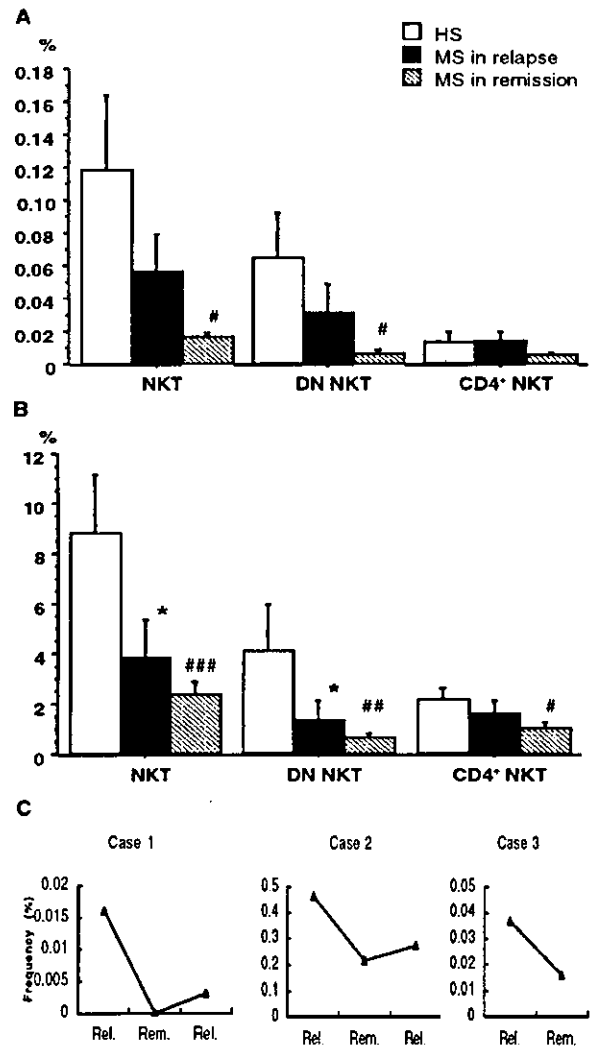 A
HS
MS in relapse
MS in remission
%
0.18
0.16
0.14
0.12
0.10
0.08
0.06
0.04
0.02
0
#
#
NKT DN NKT CD4⁺ NKT
B
%
12
10
8
6
4
2
0
* ### * ## #
NKT DN NKT CD4⁺ NKT
C
Case 1 Case 2 Case 3
Frequency (%)
0.02
0.015
0.01
0.005
0
Rel. Rem. Rel.
0.5
0.4
0.3
0.2
0.1
0
Rel. Rem. Rel.
0.05
0.04
0.03
0.02
0.01
0
Rel. Rem.